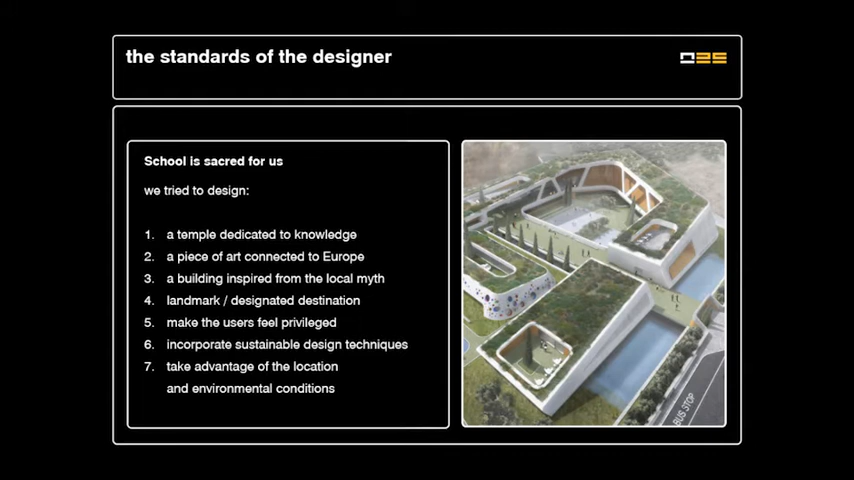 the standards of the designer
School is sacred for us
we tried to design:
1. a temple dedicated to knowledge
2. a piece of art connected to Europe
3. a building inspired from the local myth
4. landmark / designated destination
5. make the users feel privileged
6. incorporate sustainable design techniques
7. take advantage of the location
and environmental conditions
BUS STOP